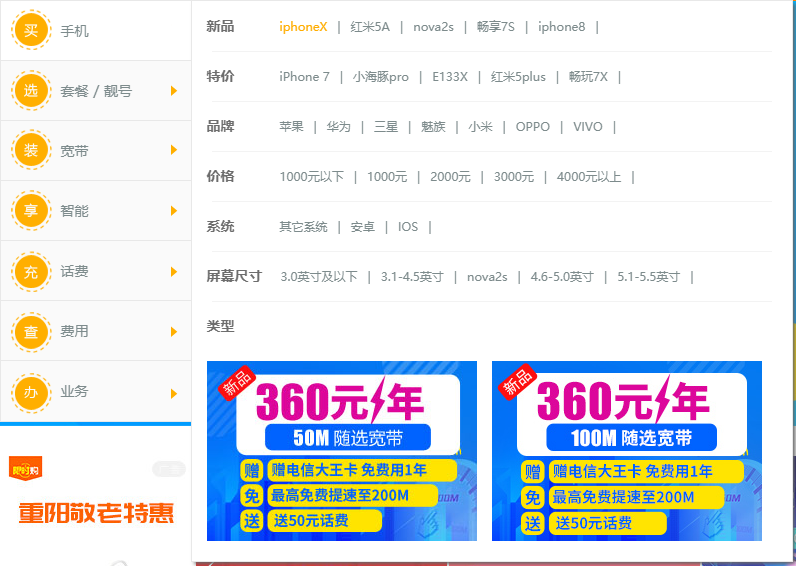 买 手机
选 套餐 / 靓号
装 宽带
享 智能
充 话费
查 费用
办 业务
限时购
重阳敬老特惠
新品 iphoneX | 红米5A | nova2s | 畅享7S | iphone8 |
特价 iPhone 7 | 小海豚pro | E133X | 红米5plus | 畅玩7X |
品牌 苹果 | 华为 | 三星 | 魅族 | 小米 | OPPO | VIVO |
价格 1000元以下 | 1000元 | 2000元 | 3000元 | 4000元以上 |
系统 其它系统 | 安卓 | IOS |
屏幕尺寸 3.0英寸及以下 | 3.1-4.5英寸 | nova2s | 4.6-5.0英寸 | 5.1-5.5英寸 |
类型
新品
360元/年
50M 随选宽带
赠 赠电信大王卡 免费用1年
免 最高免费提速至200M
送 送50元话费
新品
360元/年
100M 随选宽带
赠 赠电信大王卡 免费用1年
免 最高免费提速至200M
送 送50元话费